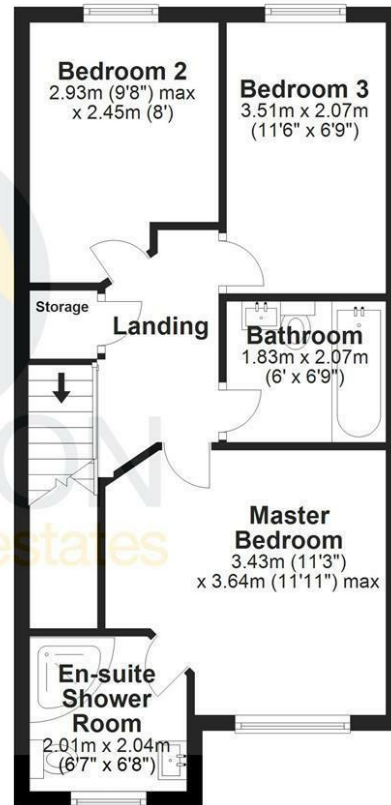 Bedroom 2
2.93m (9'8") max
x 2.45m (8')
Bedroom 3
3.51m x 2.07m
(11'6" x 6'9")
Storage
Landing
Bathroom
1.83m x 2.07m
(6' x 6'9")
ON
estates
Master
Bedroom
3.43m (11'3")
x 3.64m (11'11") max
En-suite
Shower
Room
2.01m x 2.04m
(6'7" x 6'8")